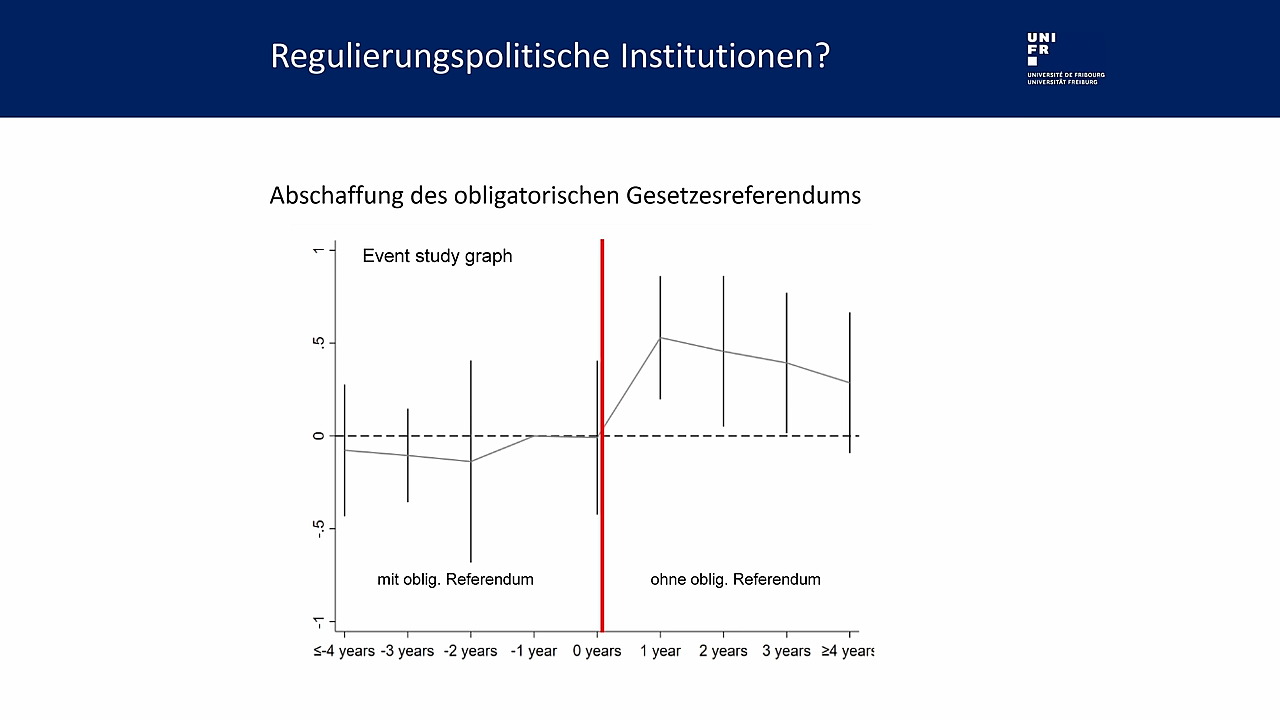 Regulierungspolitische Institutionen?
UNI
FR
UNIVERSITÉ DE FRIBOURG
UNIVERSITÄT FREIBURG
Abschaffung des obligatorischen Gesetzesreferendums
Event study graph
1
.5
0
-.5
-1
mit oblig. Referendum
ohne oblig. Referendum
≤-4 years -3 years -2 years -1 year 0 years 1 year 2 years 3 years ≥4 years